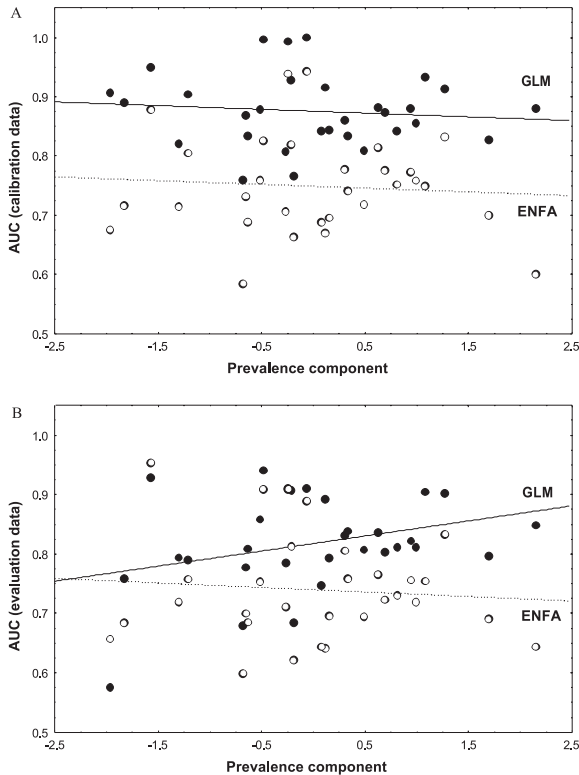 A
1.0
0.9
0.8
0.7
0.6
0.5
AUC (calibration data)
GLM
ENFA
-2.5 -1.5 -0.5 0.5 1.5 2.5
Prevalence component
B
1.0
0.9
0.8
0.7
0.6
0.5
AUC (evaluation data)
GLM
ENFA
-2.5 -1.5 -0.5 0.5 1.5 2.5
Prevalence component